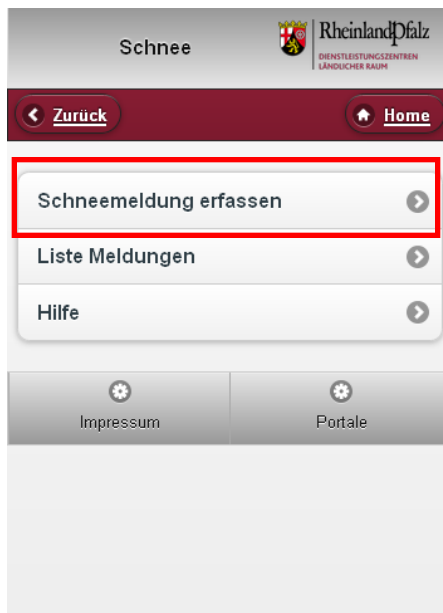 Schnee
RheinlandPfalz
DIENSTLEISTUNGSZENTREN
LÄNDLICHER RAUM
Zurück
Home
Schneemeldung erfassen
Liste Meldungen
Hilfe
Impressum
Portale